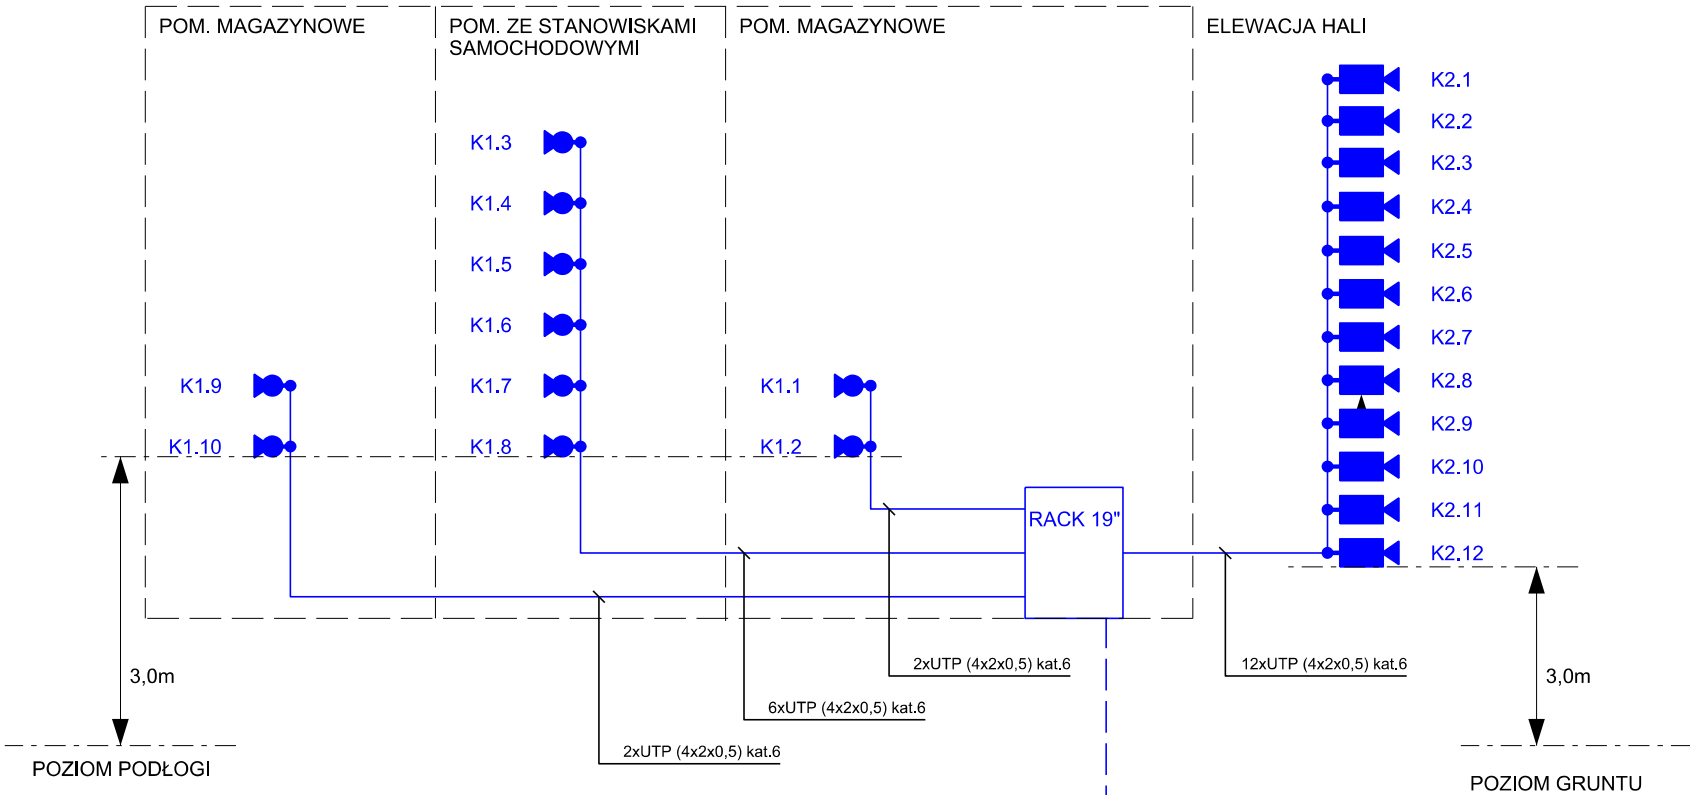 POM. MAGAZYNOWE
POM. ZE STANOWISKAMI
SAMOCHODOWYMI
POM. MAGAZYNOWE
ELEWACJA HALI
K1.9
K1.10
K1.3
K1.4
K1.5
K1.6
K1.7
K1.8
K1.1
K1.2
RACK 19"
K2.1
K2.2
K2.3
K2.4
K2.5
K2.6
K2.7
K2.8
K2.9
K2.10
K2.11
K2.12
2xUTP (4x2x0,5) kat.6
12xUTP (4x2x0,5) kat.6
6xUTP (4x2x0,5) kat.6
2xUTP (4x2x0,5) kat.6
3,0m
3,0m
POZIOM PODŁOGI
POZIOM GRUNTU